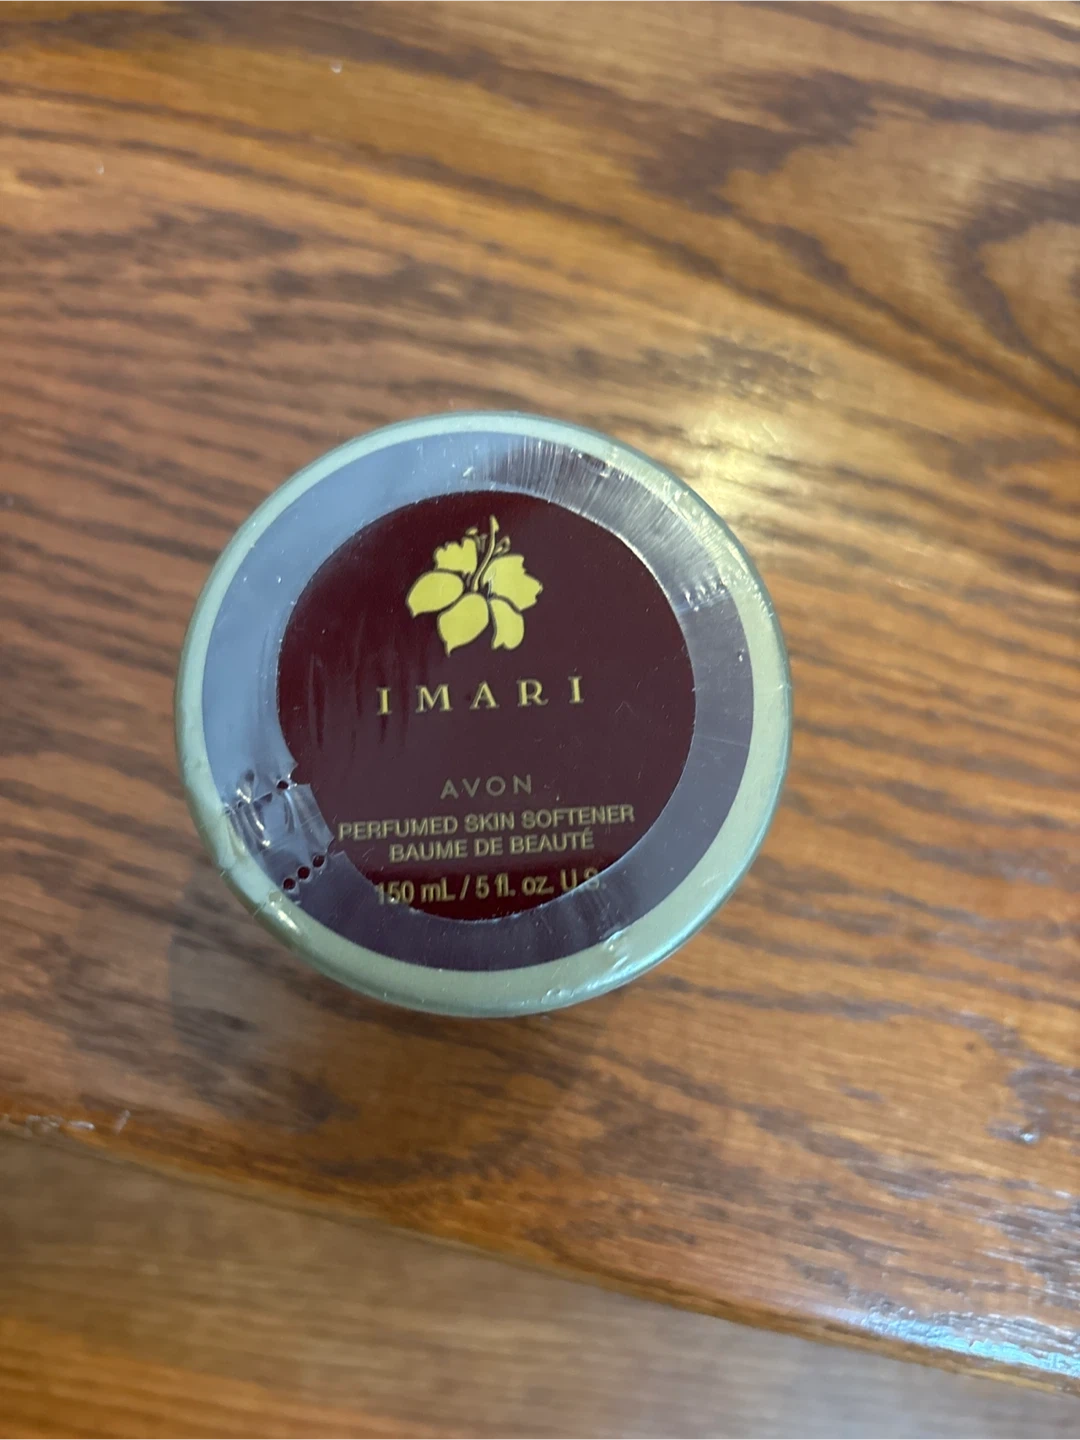 IMARI
AVON
PERFUMED SKIN SOFTENER
BAUME DE BEAUTÉ
150 mL / 5 fl. oz. U.S.